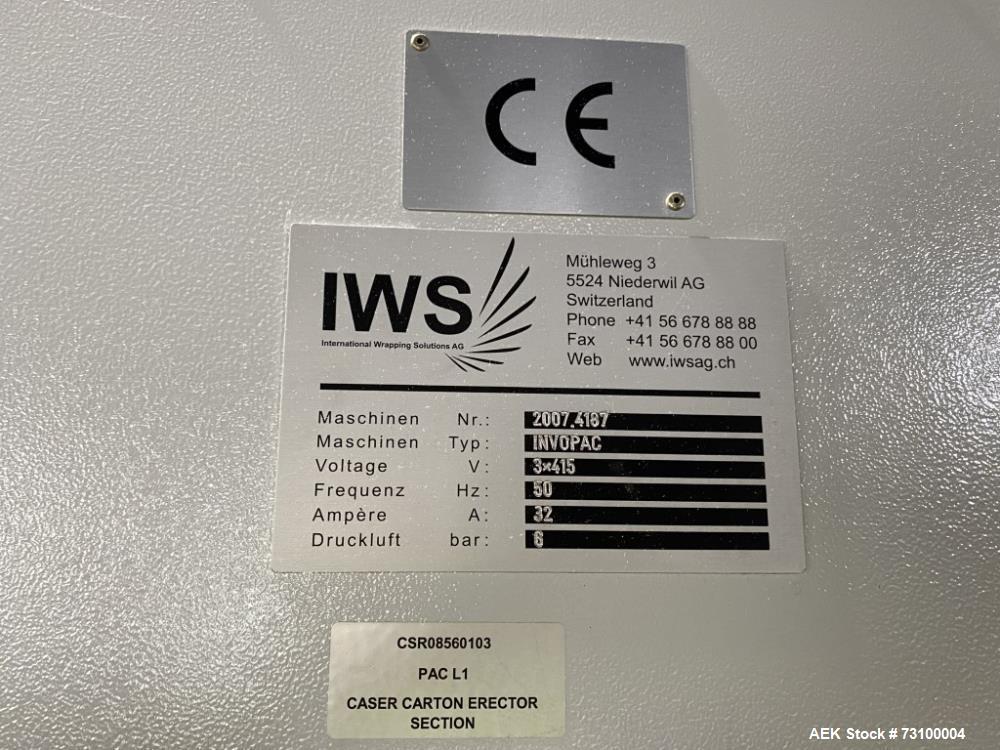 CE
IWS
International Wrapping Solutions AG
Mühleweg 3
5524 Niederwil AG
Switzerland
Phone +41 56 678 88 88
Fax +41 56 678 88 00
Web www.iwsag.ch
Maschinen Nr.: 2007.4187
Maschinen Typ: INVOPAC
Voltage V: 3×415
Frequenz Hz: 50
Ampère A: 32
Druckluft bar: 6
CSR08560103
PAC L1
CASER CARTON ERECTOR
SECTION
AEK Stock # 73100004